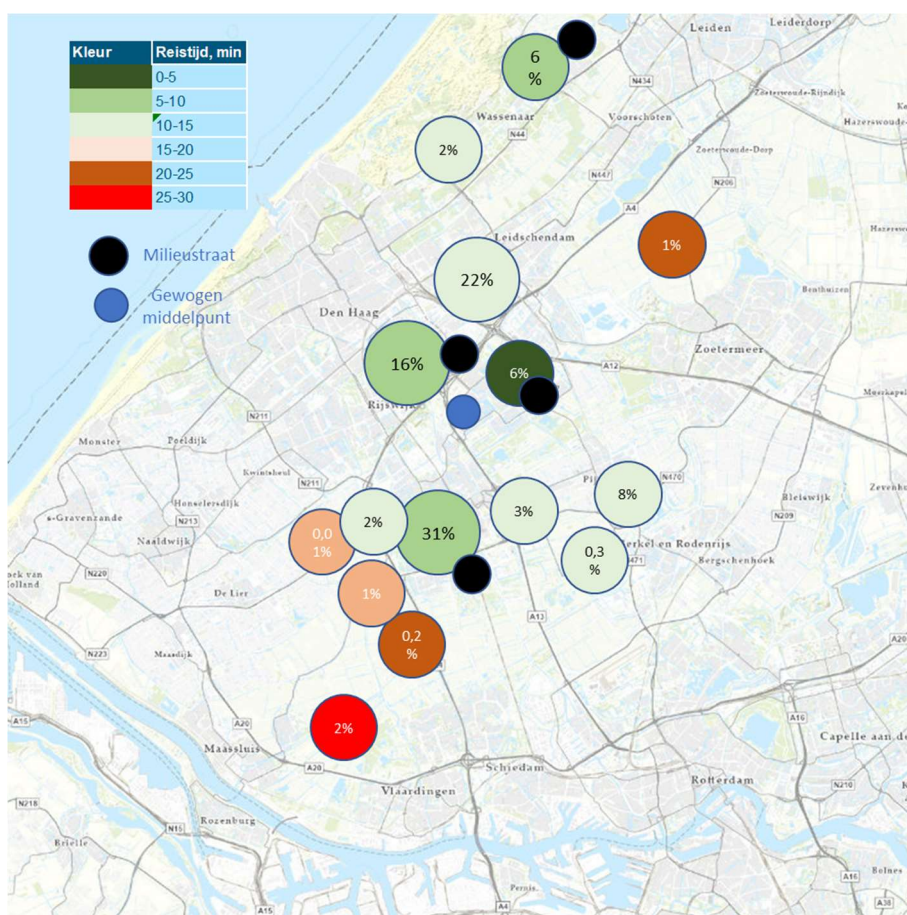 Kleur Reistijd, min
0-5
5-10
10-15
15-20
20-25
25-30
Milieustraat
Gewogen
middelpunt
Leiden
Leiderdorp
6
%
N434
Zoeterwoude-Rijndijk
Wassenaar
Voorschoten
N44
2%
Zoeterwoude-Dorp
N447
N206
A4
Leidschendam
1%
22%
Benthuizen
Den Haag
Zoetermeer
16%
6%
A12
Rijswijk
N211
Monster
Poeldijk
Kwintsheul
N211
N470
8%
Bleiswijk
Honselersdijk
2%
31%
3%
N209
s-Gravenzande
N213
Naaldwijk
0,0
1%
0,3
%
Bergschenhoek
N220
De Lier
1%
A13
0,2
%
N223
Maasdijk
A20
A20
2%
A15
A16
Maassluis
Capelle aan de
A20
Schiedam
Rotterdam
Vlaardingen
N210
N218
Rozenburg
N15
Brielle
A16
Bolnes
Pernis
A15
A4
A38